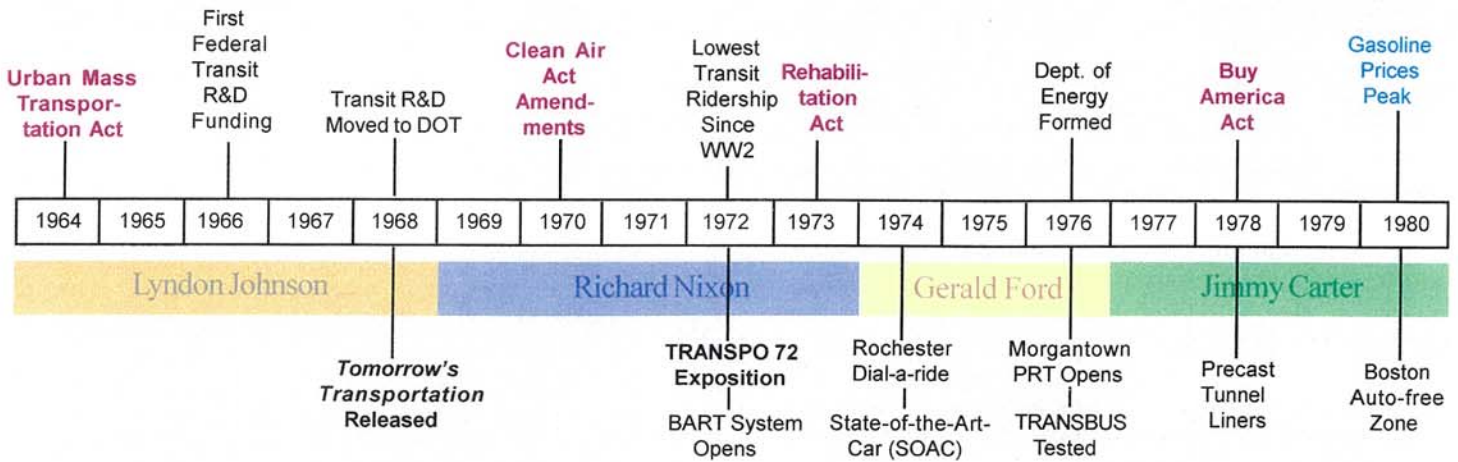 Urban Mass
Transpor-
tation Act
First
Federal
Transit
R&D
Funding
Transit R&D
Moved to DOT
Clean Air
Act
Amend-
ments
Lowest
Transit
Ridership
Since
WW2
Rehabili-
tation
Act
Dept. of
Energy
Formed
Buy
America
Act
Gasoline
Prices
Peak
1964 1965 1966 1967 1968 1969 1970 1971 1972 1973 1974 1975 1976 1977 1978 1979 1980
Lyndon Johnson Richard Nixon Gerald Ford Jimmy Carter
Tomorrow's
Transportation
Released
TRANSPO 72
Exposition
BART System
Opens
Rochester
Dial-a-ride
State-of-the-Art-
Car (SOAC)
Morgantown
PRT Opens
TRANSBUS
Tested
Precast
Tunnel
Liners
Boston
Auto-free
Zone